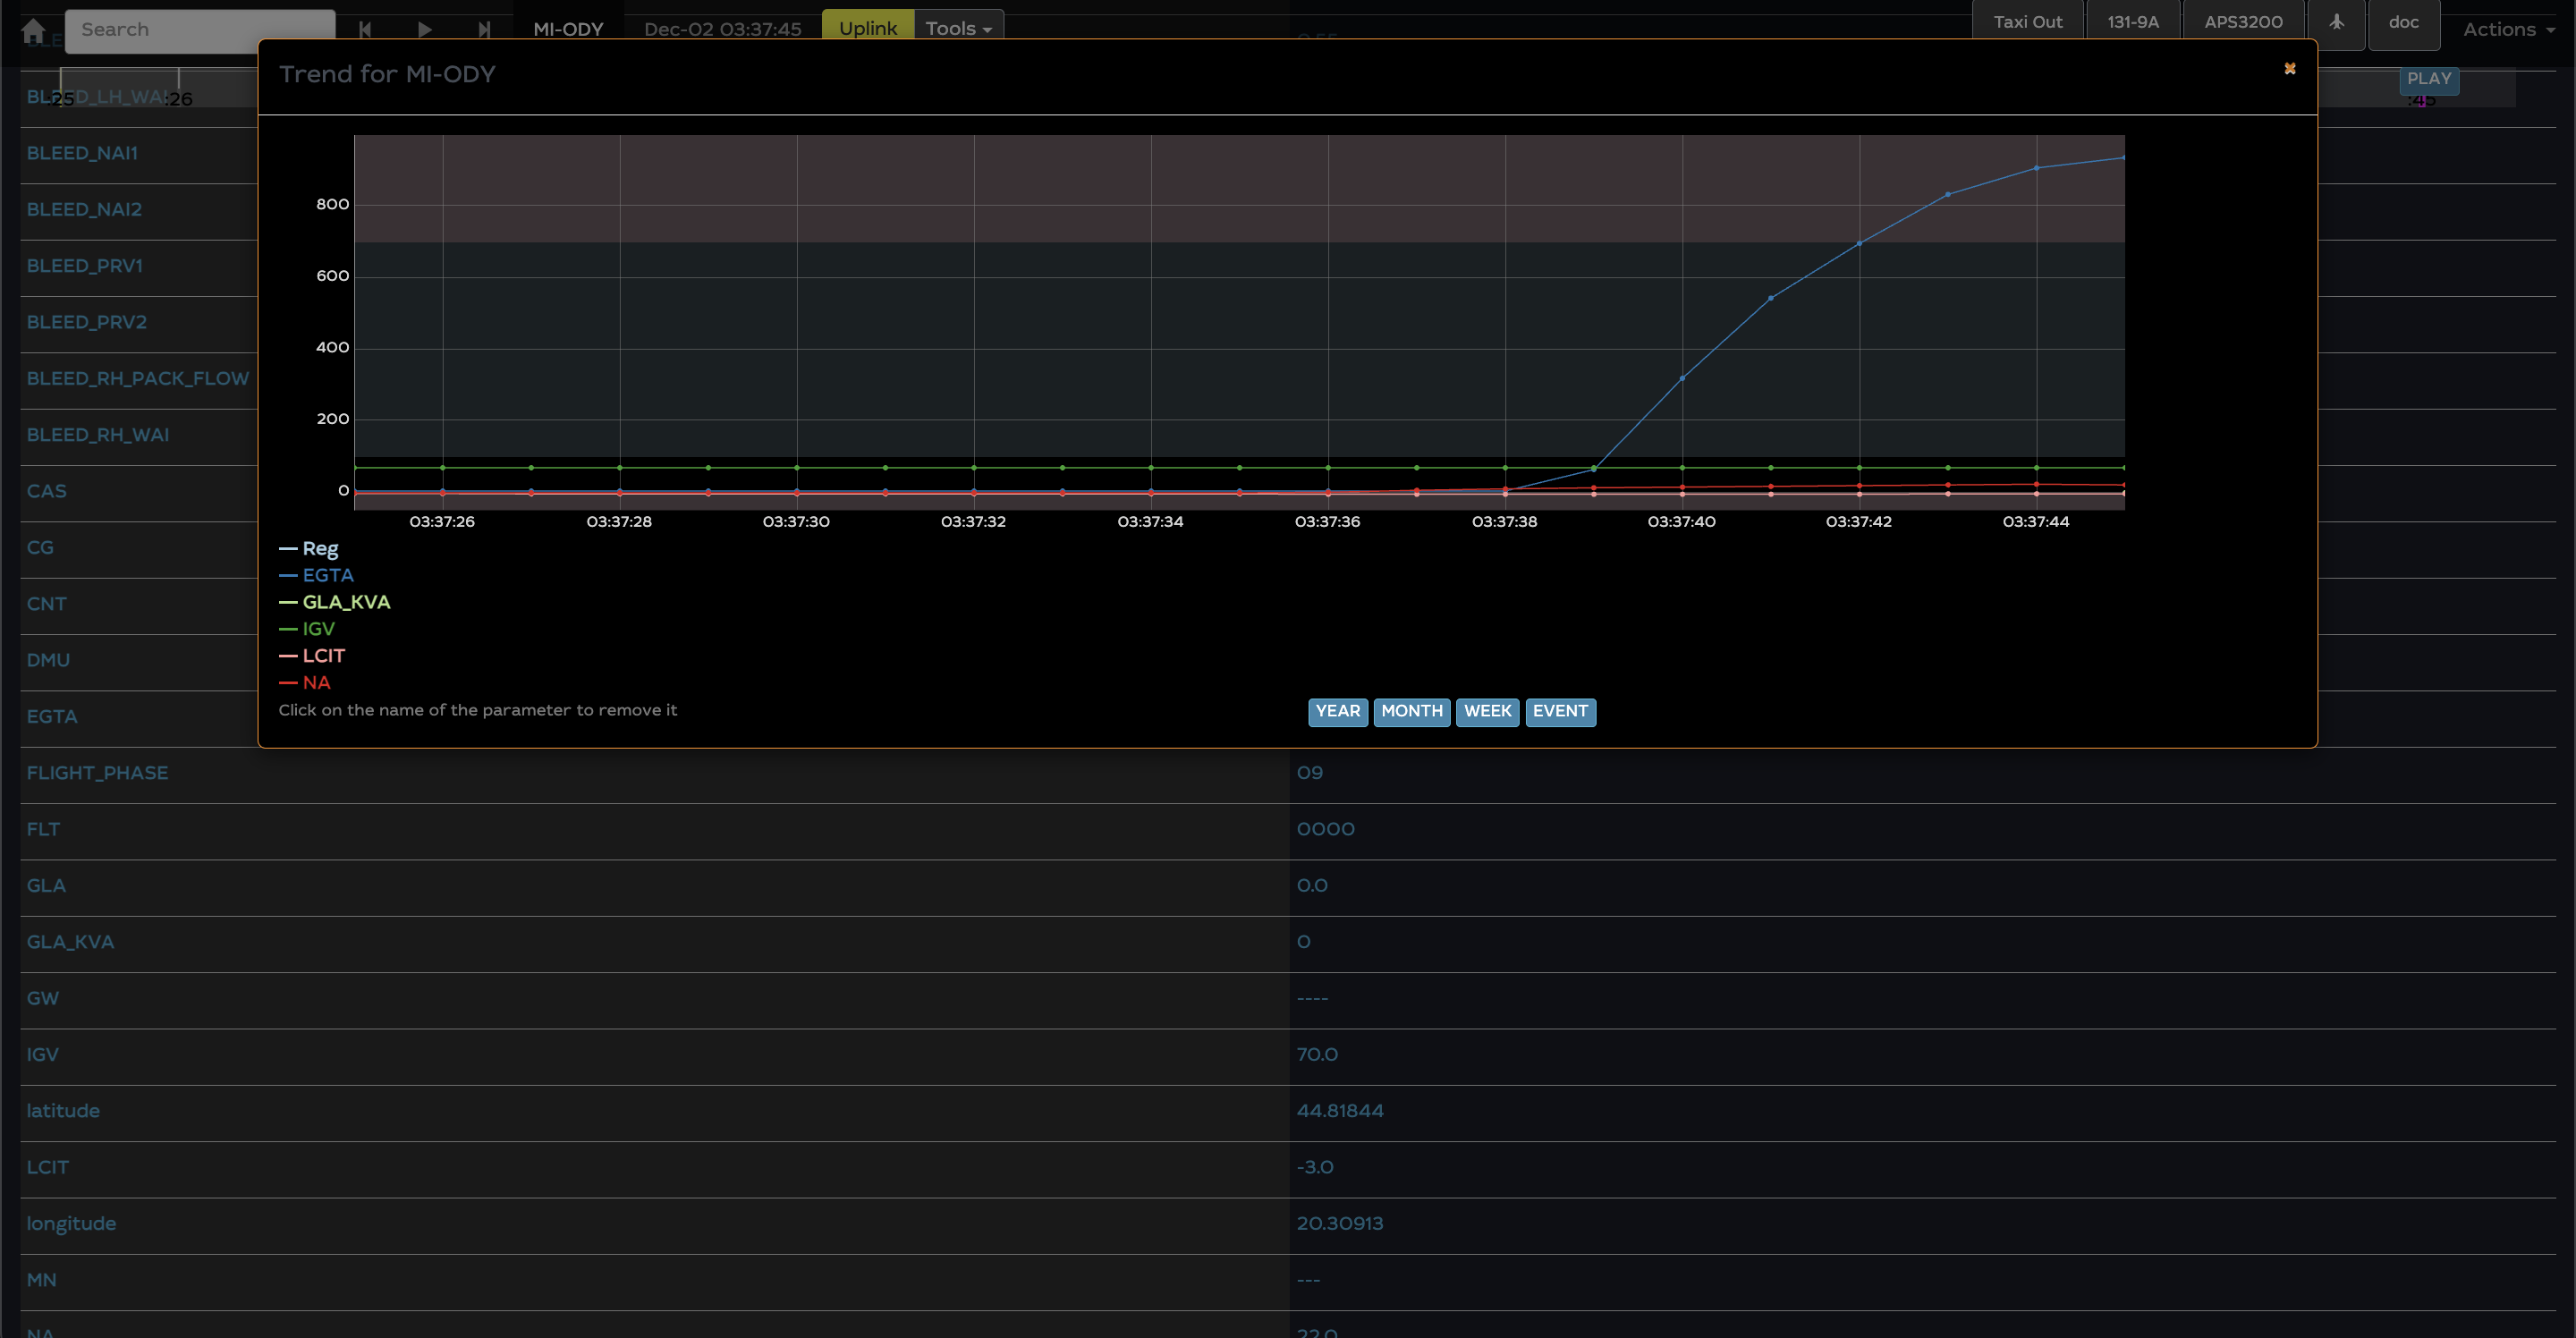 Search
MI-ODY
Dec-02 03:37:45
Uplink
Tools
Taxi Out
131-9A
APS3200
doc
Actions
Trend for MI-ODY
PLAY
:25
:26
:45
800
600
400
200
0
03:37:26
03:37:28
03:37:30
03:37:32
03:37:34
03:37:36
03:37:38
03:37:40
03:37:42
03:37:44
Reg
EGTA
GLA_KVA
IGV
LCIT
NA
Click on the name of the parameter to remove it
YEAR
MONTH
WEEK
EVENT
BLEED_LH_WAI
BLEED_NAI1
BLEED_NAI2
BLEED_PRV1
BLEED_PRV2
BLEED_RH_PACK_FLOW
BLEED_RH_WAI
CAS
CG
CNT
DMU
EGTA
FLIGHT_PHASE 09
FLT 0000
GLA 0.0
GLA_KVA 0
GW ----
IGV 70.0
latitude 44.81844
LCIT -3.0
longitude 20.30913
MN ---
NA 22.0